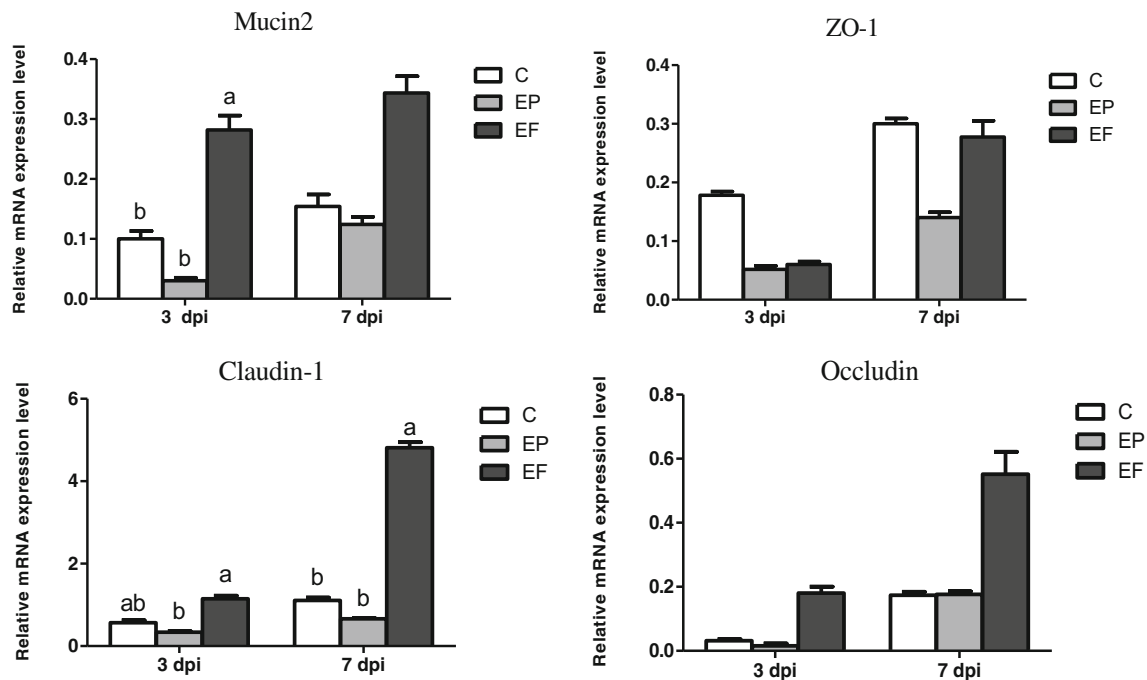 Mucin2
Relative mRNA expression level
0.4
0.3
0.2
0.1
0.0
b
b
a
3 dpi
7 dpi
C
EP
EF
ZO-1
Relative mRNA expression level
0.4
0.3
0.2
0.1
0.0
3 dpi
7 dpi
C
EP
EF
Claudin-1
Relative mRNA expression level
6
4
2
0
ab
b
a
b
b
a
3 dpi
7 dpi
C
EP
EF
Occludin
Relative mRNA expression level
0.8
0.6
0.4
0.2
0.0
3 dpi
7 dpi
C
EP
EF